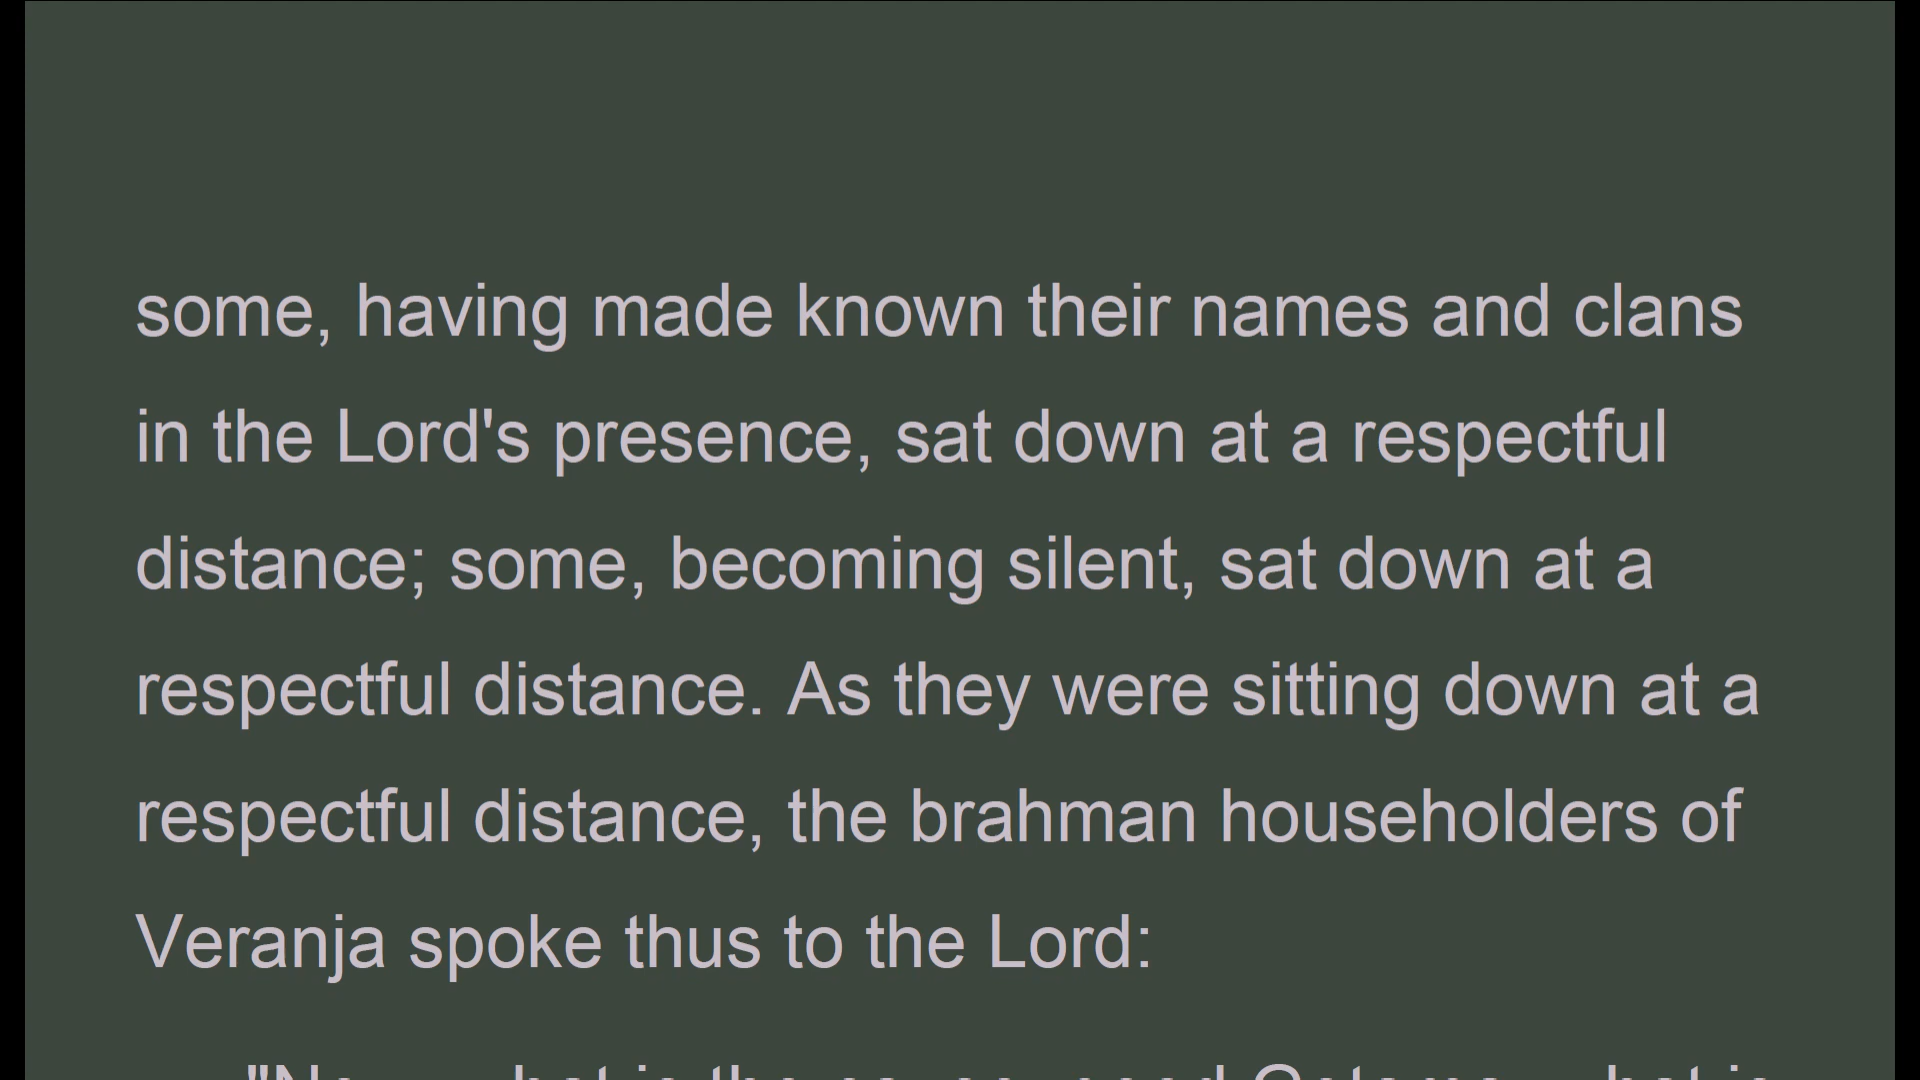 some, having made known their names and clans
in the Lord's presence, sat down at a respectful
distance; some, becoming silent, sat down at a
respectful distance. As they were sitting down at a
respectful distance, the brahman householders of
Veranja spoke thus to the Lord: